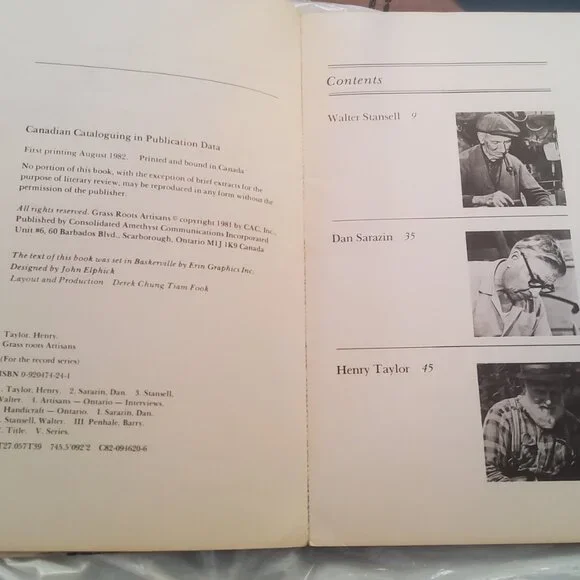 Canadian Cataloguing in Publication Data
First printing August 1982. Printed and bound in Canada
No portion of this book, with the exception of brief extracts for the
purpose of literary review, may be reproduced in any form without the
permission of the publisher.
All rights reserved. Grass Roots Artisans © copyright 1981 by CAC, Inc.
Published by Consolidated Amethyst Communications Incorporated
Unit #6, 60 Barbados Blvd., Scarborough, Ontario M1J 1K9 Canada
The text of this book was set in Baskerville by Erin Graphics Inc.
Designed by John Elphick
Layout and Production Derek Chung Tiam Fook
Taylor, Henry.
Grass roots Artisans
(For the record series)
ISBN 0-920474-24-1
Taylor, Henry. 2. Sarazin, Dan. 3. Stansell,
Walter. 4. Artisans — Ontario — Interviews.
Handicraft — Ontario. I. Sarazin, Dan.
Stansell, Walter. III Penhale, Barry.
Title. V. Series.
T27.057T39 745.5'092'2 C82-094620-6
Contents
Walter Stansell 9
Dan Sarazin 35
Henry Taylor 45